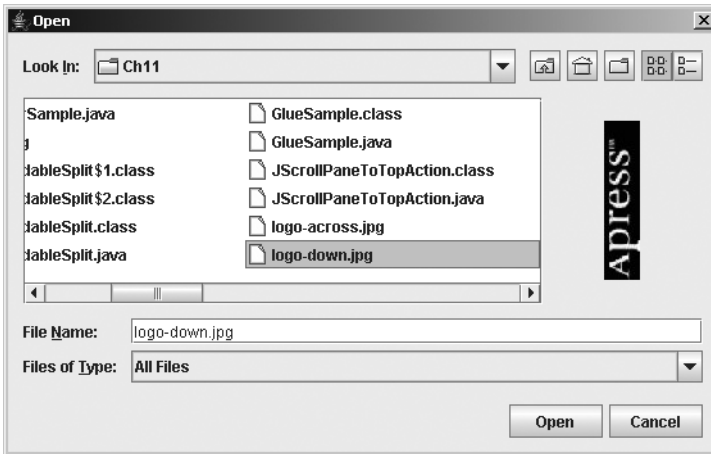 Open
Look In: Ch11
rSample.java
dableSplit$1.class
dableSplit$2.class
dableSplit.class
dableSplit.java
GlueSample.class
GlueSample.java
JScrollPaneToTopAction.class
JScrollPaneToTopAction.java
logo-across.jpg
logo-down.jpg
Apress™
File Name: logo-down.jpg
Files of Type: All Files
Open Cancel